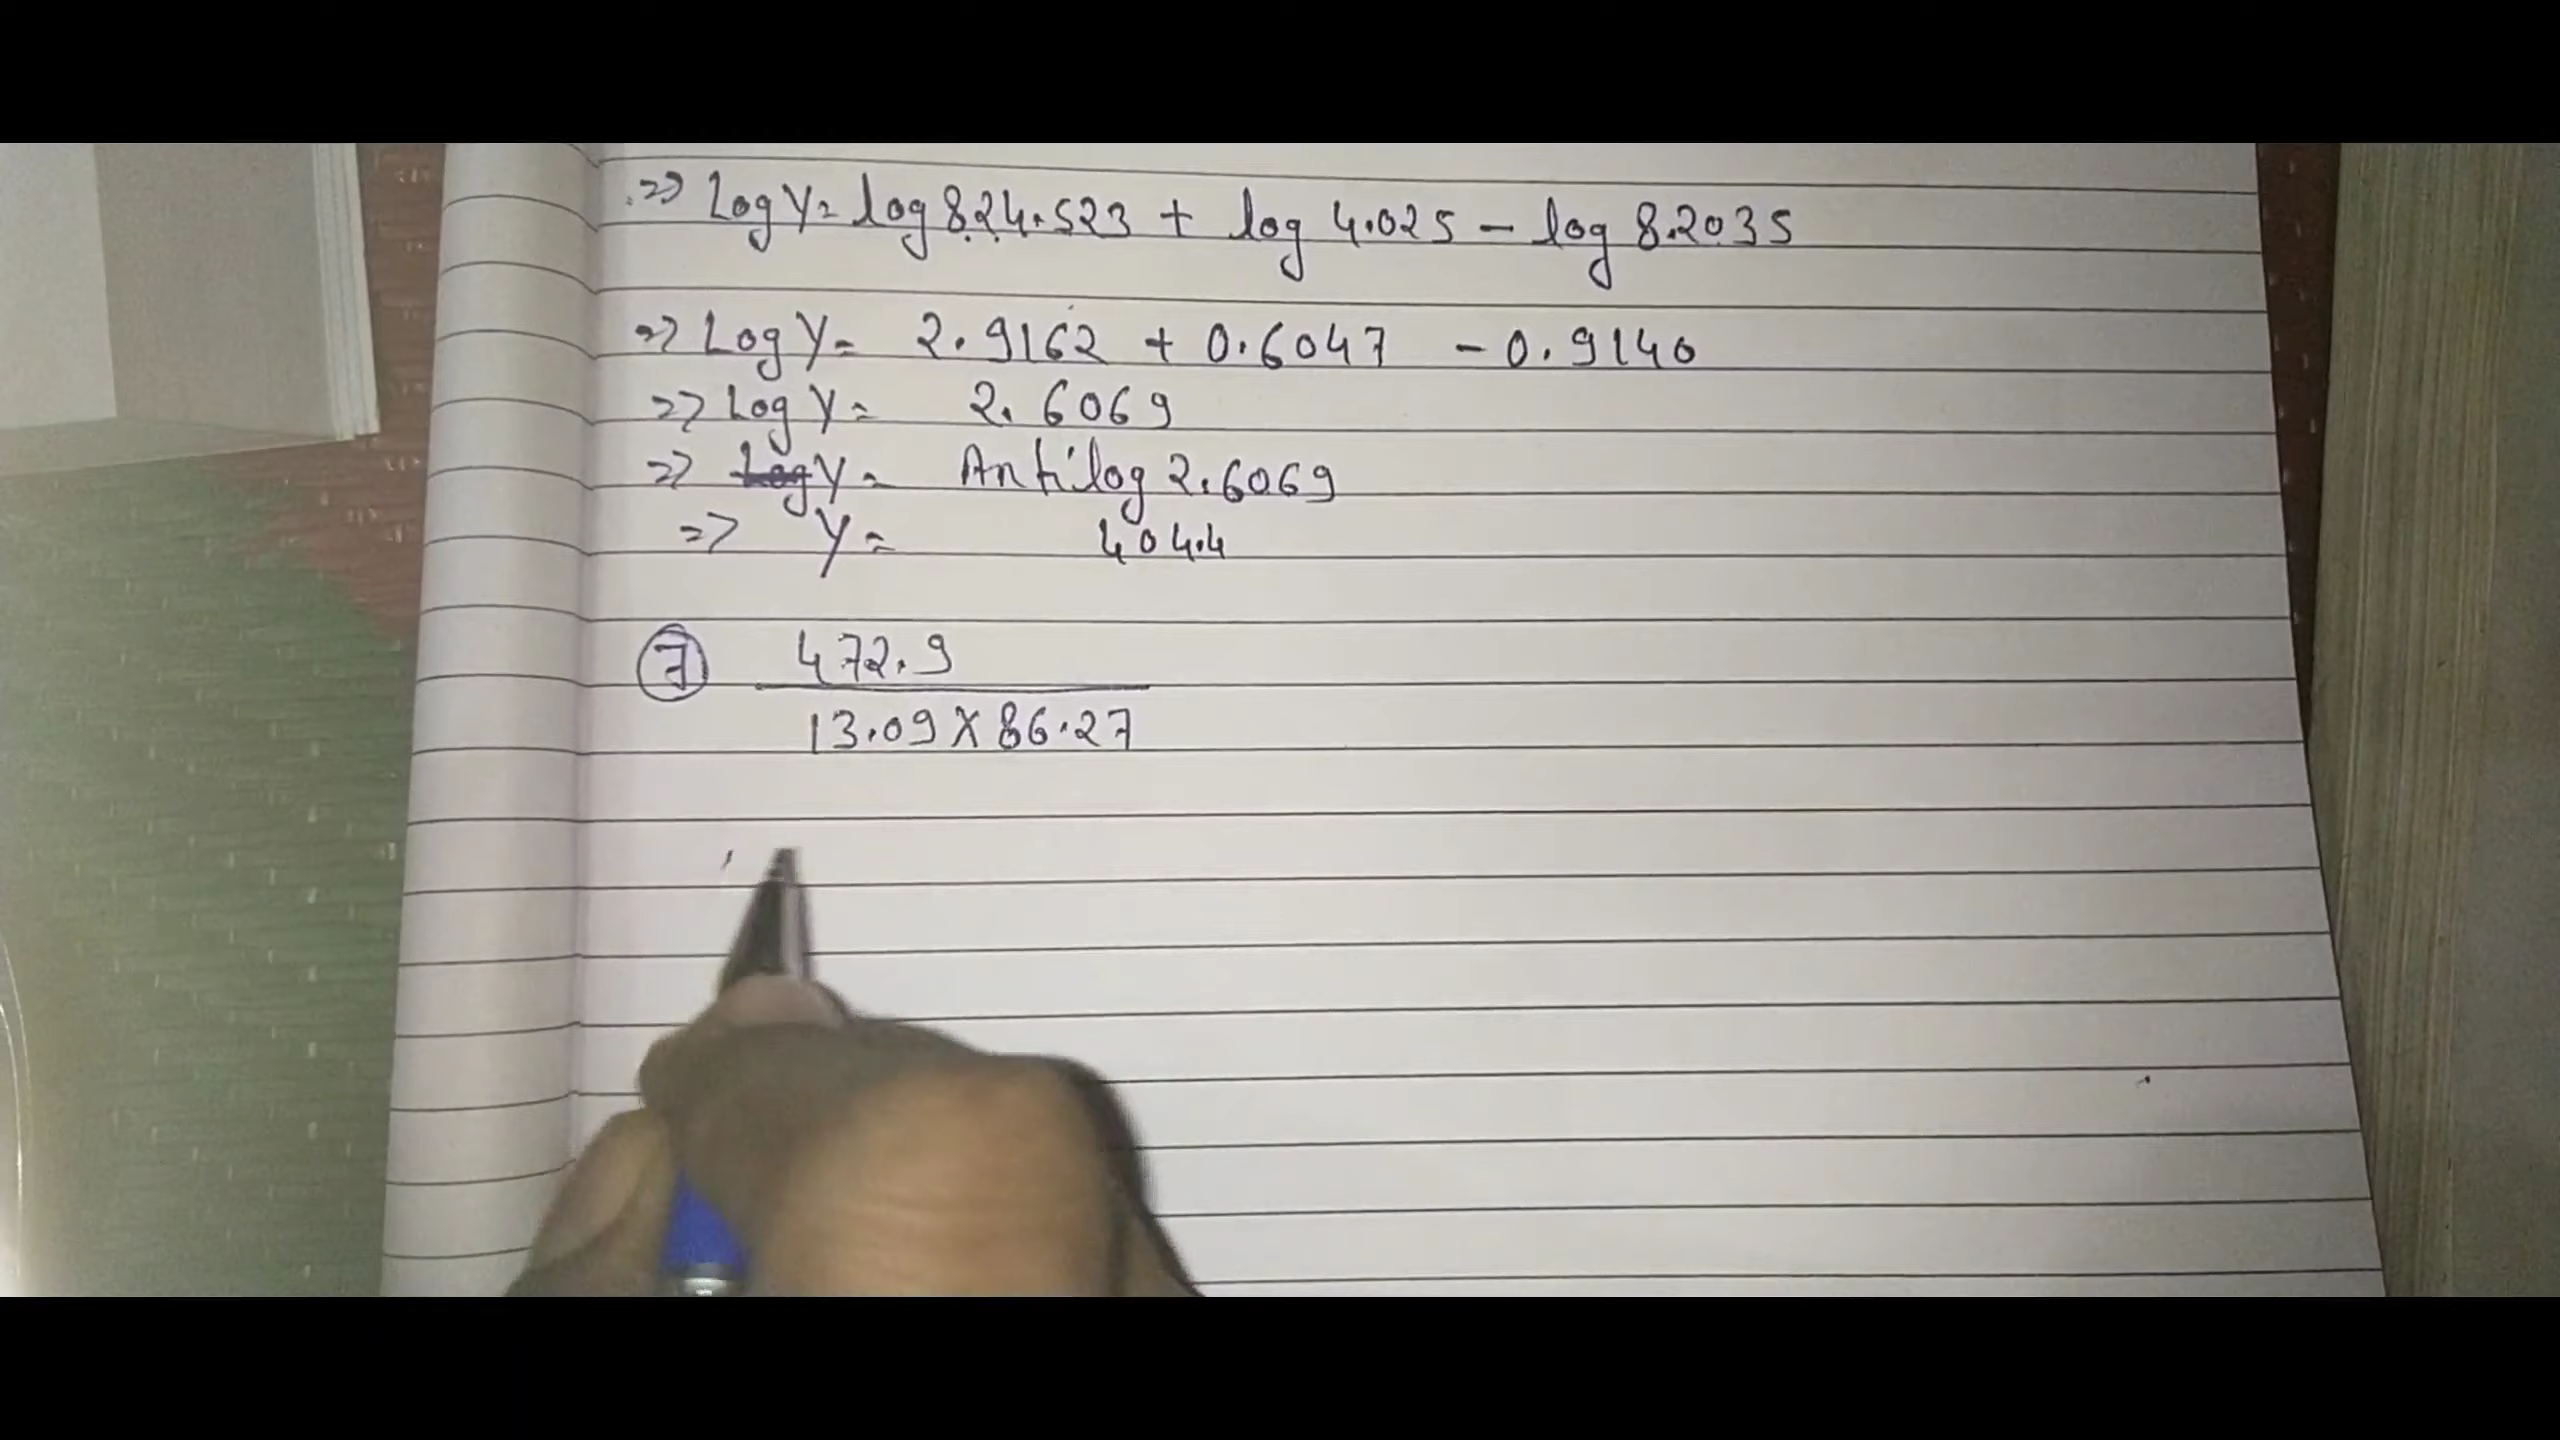 => Log Y = log 824.523 + log 4.025 - log 8.2035
=> Log Y = 2.9162 + 0.6047 - 0.9140
=> Log Y = 2.6069
=> Log Y = Antilog 2.6069
=> Y = 404.4
7 472.9
13.09 X 86.27